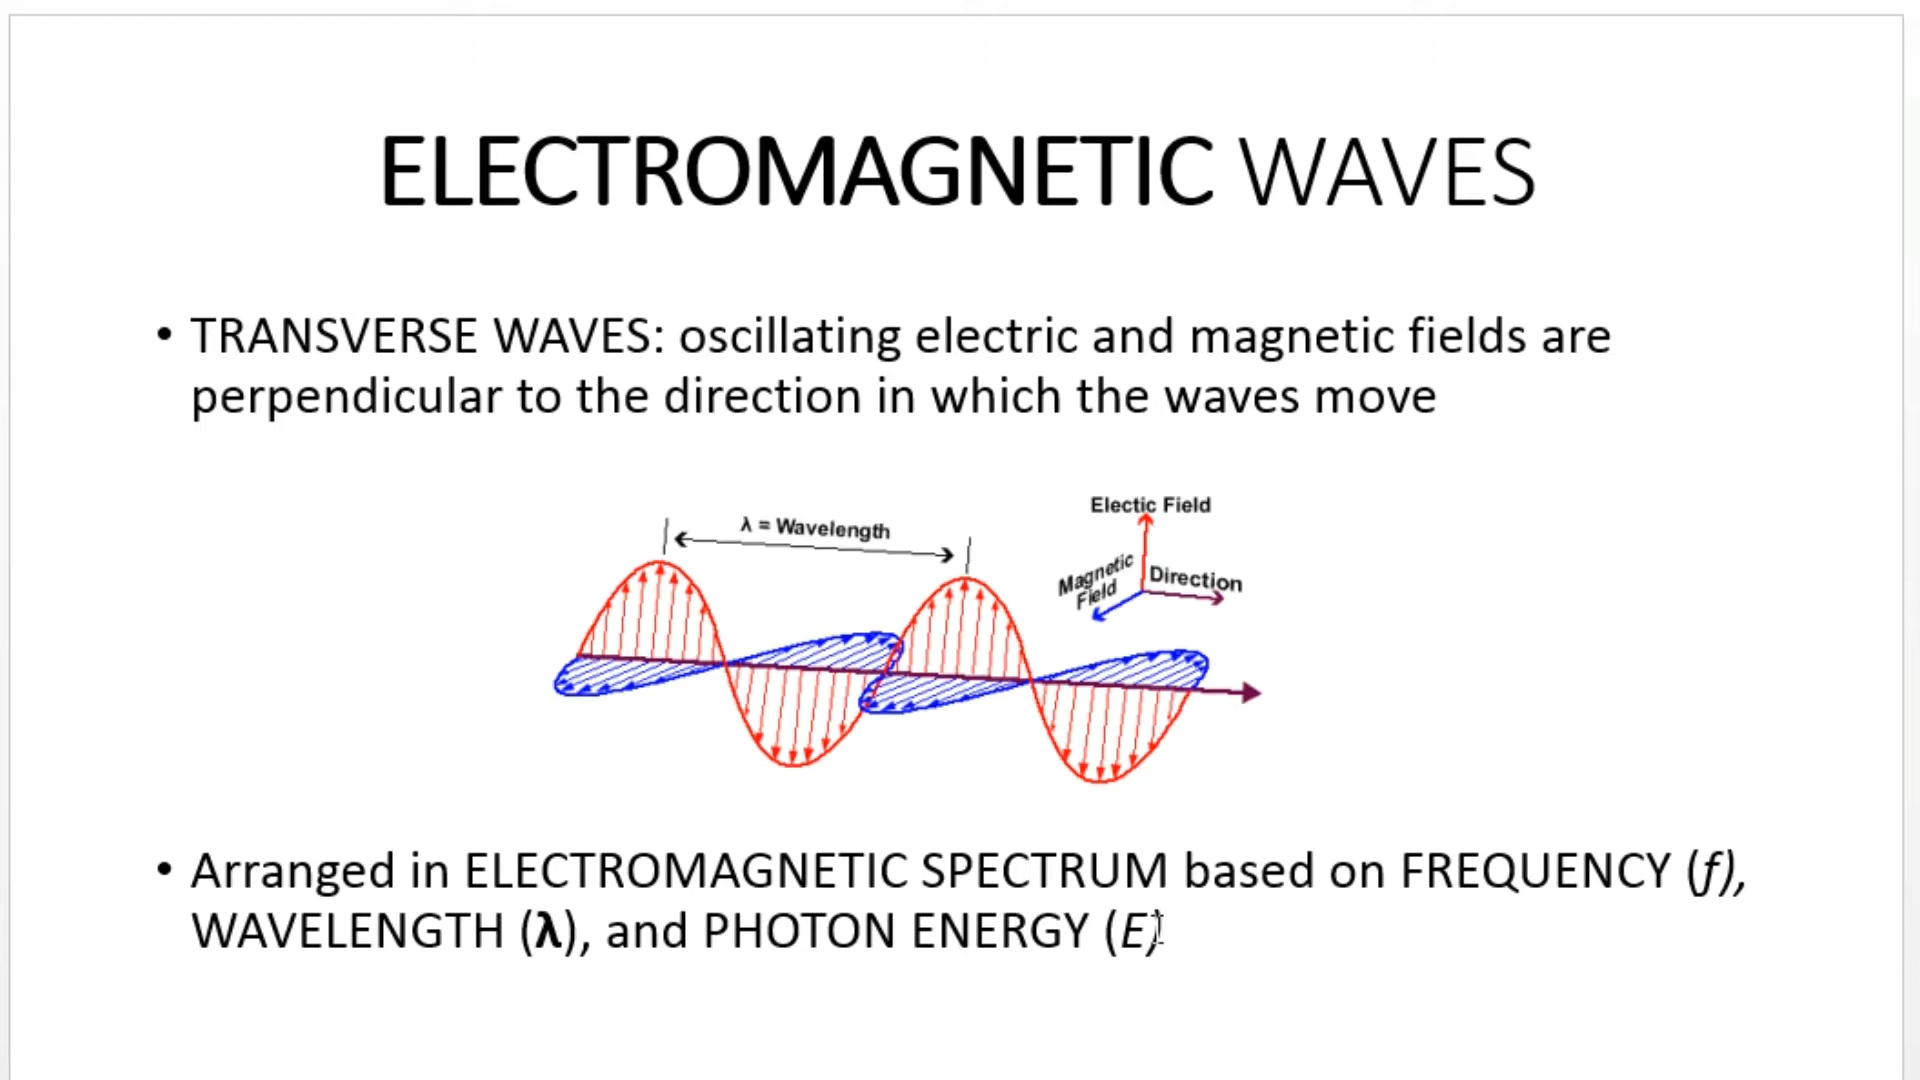 ELECTROMAGNETIC WAVES
• TRANSVERSE WAVES: oscillating electric and magnetic fields are
perpendicular to the direction in which the waves move
λ = Wavelength
Electic Field
Magnetic
Field
Direction
• Arranged in ELECTROMAGNETIC SPECTRUM based on FREQUENCY (f),
WAVELENGTH (λ), and PHOTON ENERGY (E)